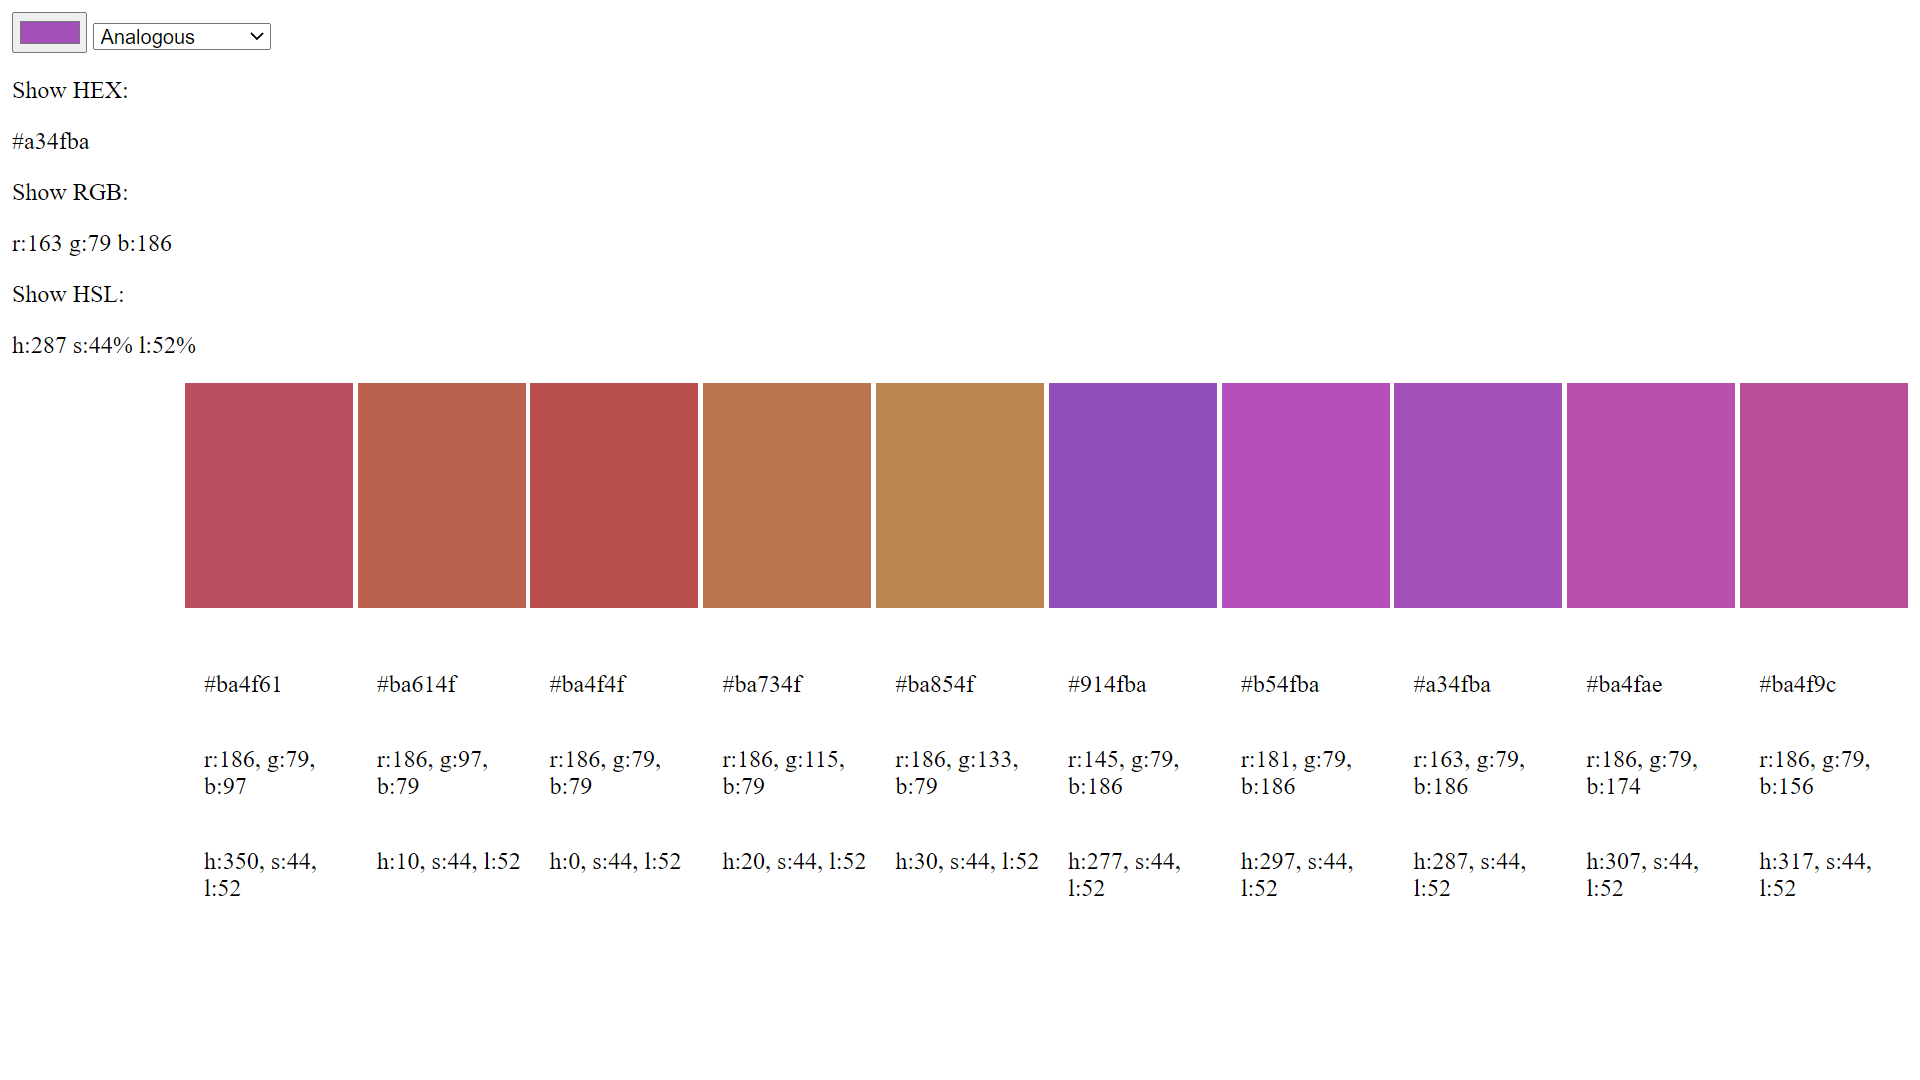 Analogous
Show HEX:
#a34fba
Show RGB:
r:163 g:79 b:186
Show HSL:
h:287 s:44% l:52%
#ba4f61 #ba614f #ba4f4f #ba734f #ba854f #914fba #b54fba #a34fba #ba4fae #ba4f9c
r:186, g:79, r:186, g:97, r:186, g:79, r:186, g:115, r:186, g:133, r:145, g:79, r:181, g:79, r:163, g:79, r:186, g:79, r:186, g:79,
b:97 b:79 b:79 b:79 b:79 b:186 b:186 b:186 b:174 b:156
h:350, s:44, h:10, s:44, l:52 h:0, s:44, l:52 h:20, s:44, l:52 h:30, s:44, l:52 h:277, s:44, h:297, s:44, h:287, s:44, h:307, s:44, h:317, s:44,
l:52 l:52 l:52 l:52 l:52 l:52